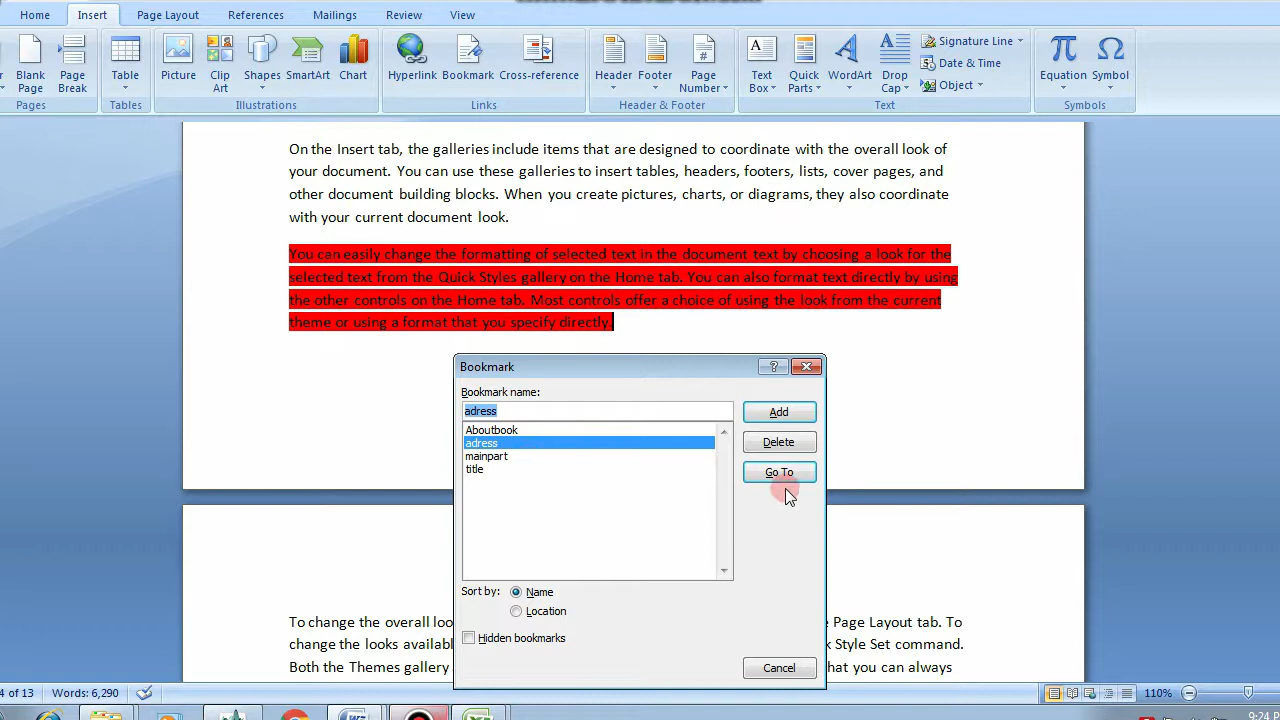 Home Insert Page Layout References Mailings Review View
Blank Page
Page Break
Table
Picture
Clip Art
Shapes
SmartArt
Chart
Hyperlink
Bookmark
Cross-reference
Header
Footer
Page Number
Text Box
Quick Parts
WordArt
Drop Cap
Signature Line
Date & Time
Object
Equation
Symbol
Pages Tables Illustrations Links Header & Footer Text Symbols
On the Insert tab, the galleries include items that are designed to coordinate with the overall look of
your document. You can use these galleries to insert tables, headers, footers, lists, cover pages, and
other document building blocks. When you create pictures, charts, or diagrams, they also coordinate
with your current document look.
You can easily change the formatting of selected text in the document text by choosing a look for the
selected text from the Quick Styles gallery on the Home tab. You can also format text directly by using
the other controls on the Home tab. Most controls offer a choice of using the look from the current
theme or using a format that you specify directly.
Bookmark
Bookmark name:
adress
Add
Aboutbook
adress
mainpart
title
Delete
Go To
Sort by: Name
Location
Hidden bookmarks
Cancel
To change the overall loo
Page Layout tab. To
change the looks availabl
k Style Set command.
Both the Themes gallery
hat you can always
4 of 13 Words: 6,290 110%
9:24